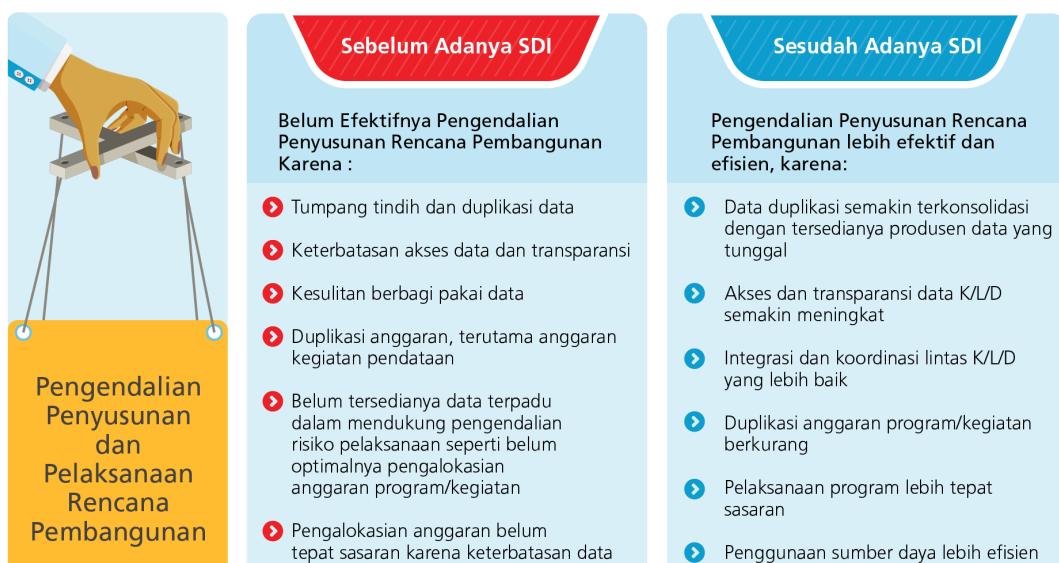 Pengendalian
Penyusunan
dan
Pelaksanaan
Rencana
Pembangunan
Sebelum Adanya SDI
Belum Efektifnya Pengendalian
Penyusunan Rencana Pembangunan
Karena :
Tumpang tindih dan duplikasi data
Keterbatasan akses data dan transparansi
Kesulitan berbagi pakai data
Duplikasi anggaran, terutama anggaran
kegiatan pendataan
Belum tersedianya data terpadu
dalam mendukung pengendalian
risiko pelaksanaan seperti belum
optimalnya pengalokasian
anggaran program/kegiatan
Pengalokasian anggaran belum
tepat sasaran karena keterbatasan data
Sesudah Adanya SDI
Pengendalian Penyusunan Rencana
Pembangunan lebih efektif dan
efisien, karena:
Data duplikasi semakin terkonsolidasi
dengan tersedianya produsen data yang
tunggal
Akses dan transparansi data K/L/D
semakin meningkat
Integrasi dan koordinasi lintas K/L/D
yang lebih baik
Duplikasi anggaran program/kegiatan
berkurang
Pelaksanaan program lebih tepat
sasaran
Penggunaan sumber daya lebih efisien